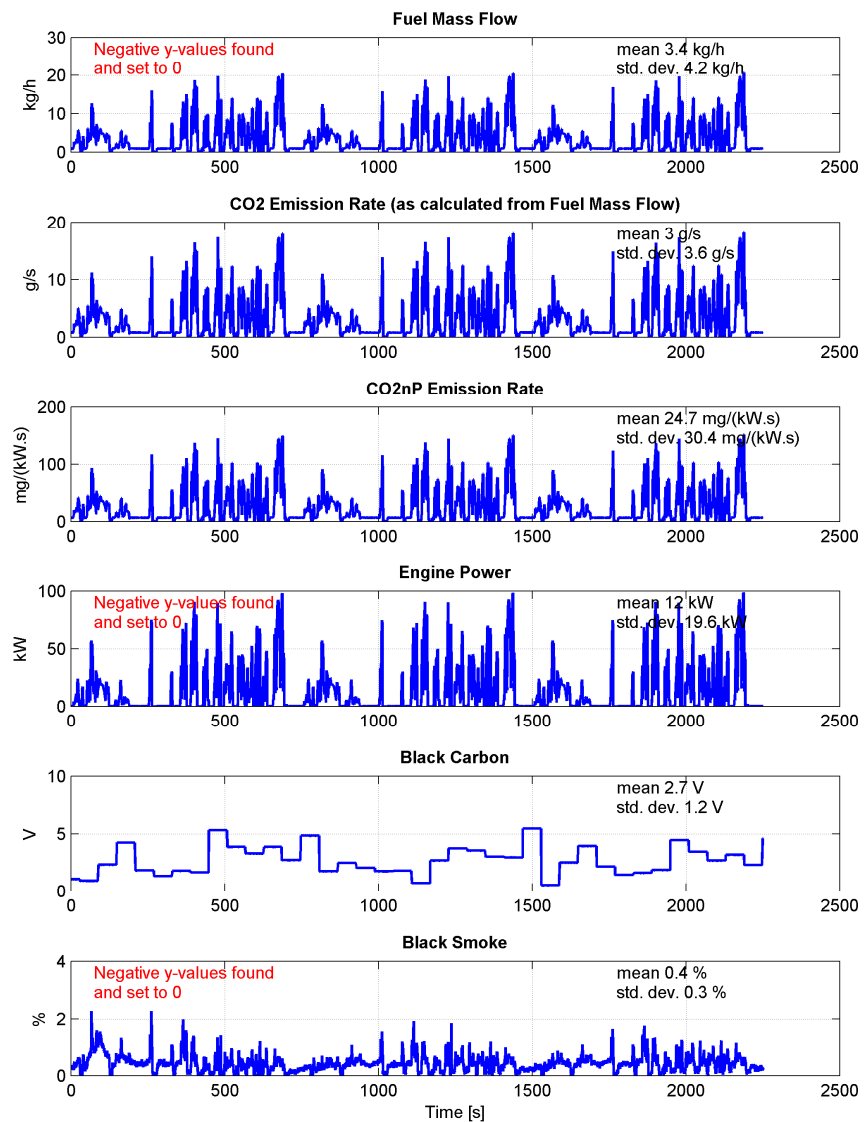 Fuel Mass Flow
30
20
10
0
kg/h
Negative y-values found
and set to 0
mean 3.4 kg/h
std. dev. 4.2 kg/h
0 500 1000 1500 2000 2500
CO2 Emission Rate (as calculated from Fuel Mass Flow)
20
10
0
g/s
mean 3 g/s
std. dev. 3.6 g/s
0 500 1000 1500 2000 2500
CO2nP Emission Rate
200
100
0
mg/(kW.s)
mean 24.7 mg/(kW.s)
std. dev. 30.4 mg/(kW.s)
0 500 1000 1500 2000 2500
Engine Power
100
50
0
kW
Negative y-values found
and set to 0
mean 12 kW
std. dev. 19.6 kW
0 500 1000 1500 2000 2500
Black Carbon
10
5
0
V
mean 2.7 V
std. dev. 1.2 V
0 500 1000 1500 2000 2500
Black Smoke
4
2
0
%
Negative y-values found
and set to 0
mean 0.4 %
std. dev. 0.3 %
0 500 1000 1500 2000 2500
Time [s]